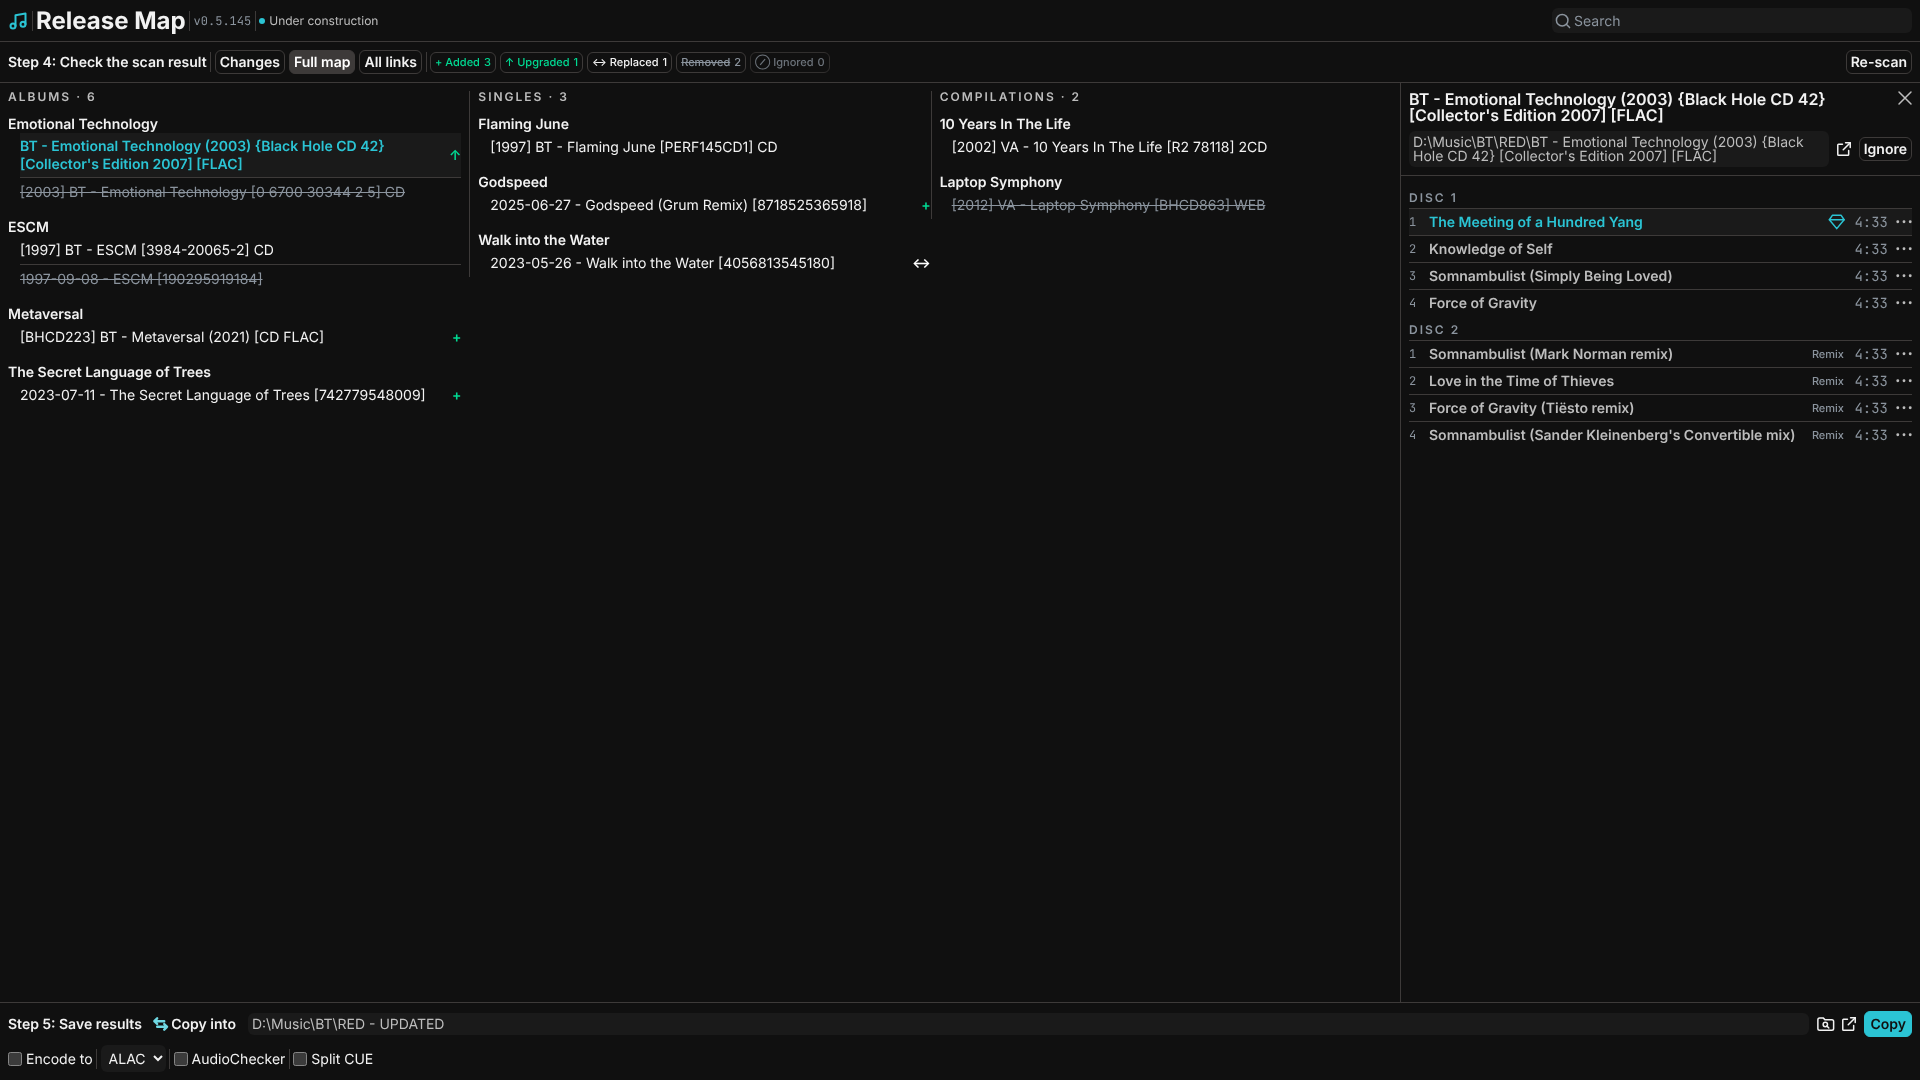 Release Map v0.5.145 Under construction Search
Step 4: Check the scan result Changes Full map All links + Added 3 ↑ Upgraded 1 ↔ Replaced 1 Removed 2 Ignored 0 Re-scan
ALBUMS · 6
Emotional Technology
BT - Emotional Technology (2003) {Black Hole CD 42}
[Collector's Edition 2007] [FLAC] ↑
[2003] BT - Emotional Technology [0 6700 30344 2 5] CD
ESCM
[1997] BT - ESCM [3984-20065-2] CD
1997-09-08 - ESCM [190295919184]
Metaversal
[BHCD223] BT - Metaversal (2021) [CD FLAC] +
The Secret Language of Trees
2023-07-11 - The Secret Language of Trees [742779548009] +
SINGLES · 3
Flaming June
[1997] BT - Flaming June [PERF145CD1] CD
Godspeed
2025-06-27 - Godspeed (Grum Remix) [8718525365918] +
Walk into the Water
2023-05-26 - Walk into the Water [4056813545180] ↔
COMPILATIONS · 2
10 Years In The Life
[2002] VA - 10 Years In The Life [R2 78118] 2CD
Laptop Symphony
[2012] VA - Laptop Symphony [BHCD863] WEB
BT - Emotional Technology (2003) {Black Hole CD 42}
[Collector's Edition 2007] [FLAC]
D:\Music\BT\RED\BT - Emotional Technology (2003) {Black
Hole CD 42} [Collector's Edition 2007] [FLAC]
Ignore
DISC 1
1 The Meeting of a Hundred Yang 4:33 ···
2 Knowledge of Self 4:33 ···
3 Somnambulist (Simply Being Loved) 4:33 ···
4 Force of Gravity 4:33 ···
DISC 2
1 Somnambulist (Mark Norman remix) Remix 4:33 ···
2 Love in the Time of Thieves Remix 4:33 ···
3 Force of Gravity (Tiësto remix) Remix 4:33 ···
4 Somnambulist (Sander Kleinenberg's Convertible mix) Remix 4:33 ···
Step 5: Save results Copy into D:\Music\BT\RED - UPDATED Copy
Encode to ALAC AudioChecker Split CUE